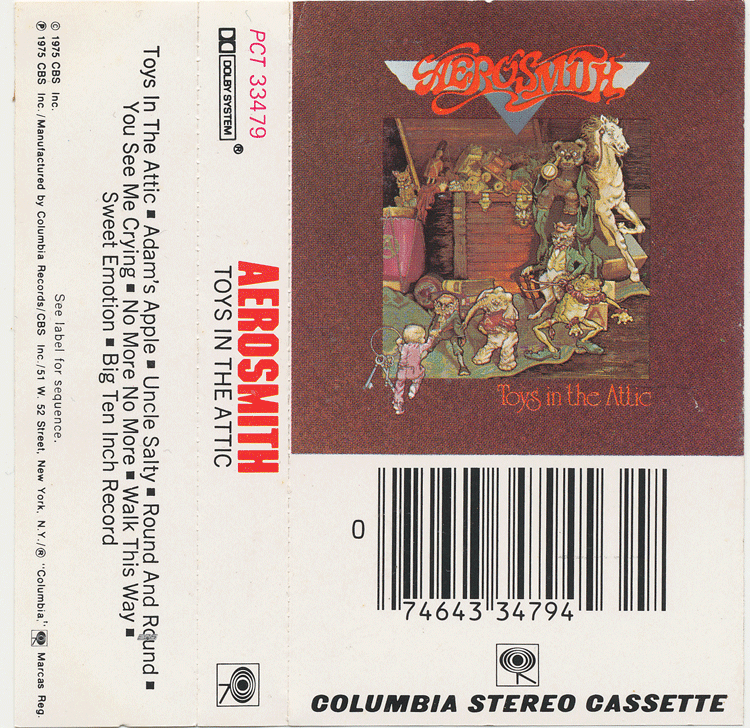 © 1975 CBS Inc.
℗ 1975 CBS Inc./Manufactured by Columbia Records/CBS Inc./51 W. 52 Street, New York, N.Y./® "Columbia," Marcas Reg.
See label for sequence.
Toys In The Attic ■ Adam's Apple ■ Uncle Salty ■ Round And Round ■
You See Me Crying ■ No More No More ■ Walk This Way ■
Sweet Emotion ■ Big Ten Inch Record
PCT 33479
DOLBY SYSTEM ®
AEROSMITH
TOYS IN THE ATTIC
AEROSMITH
Toys in the Attic
0 74643 34794
COLUMBIA STEREO CASSETTE